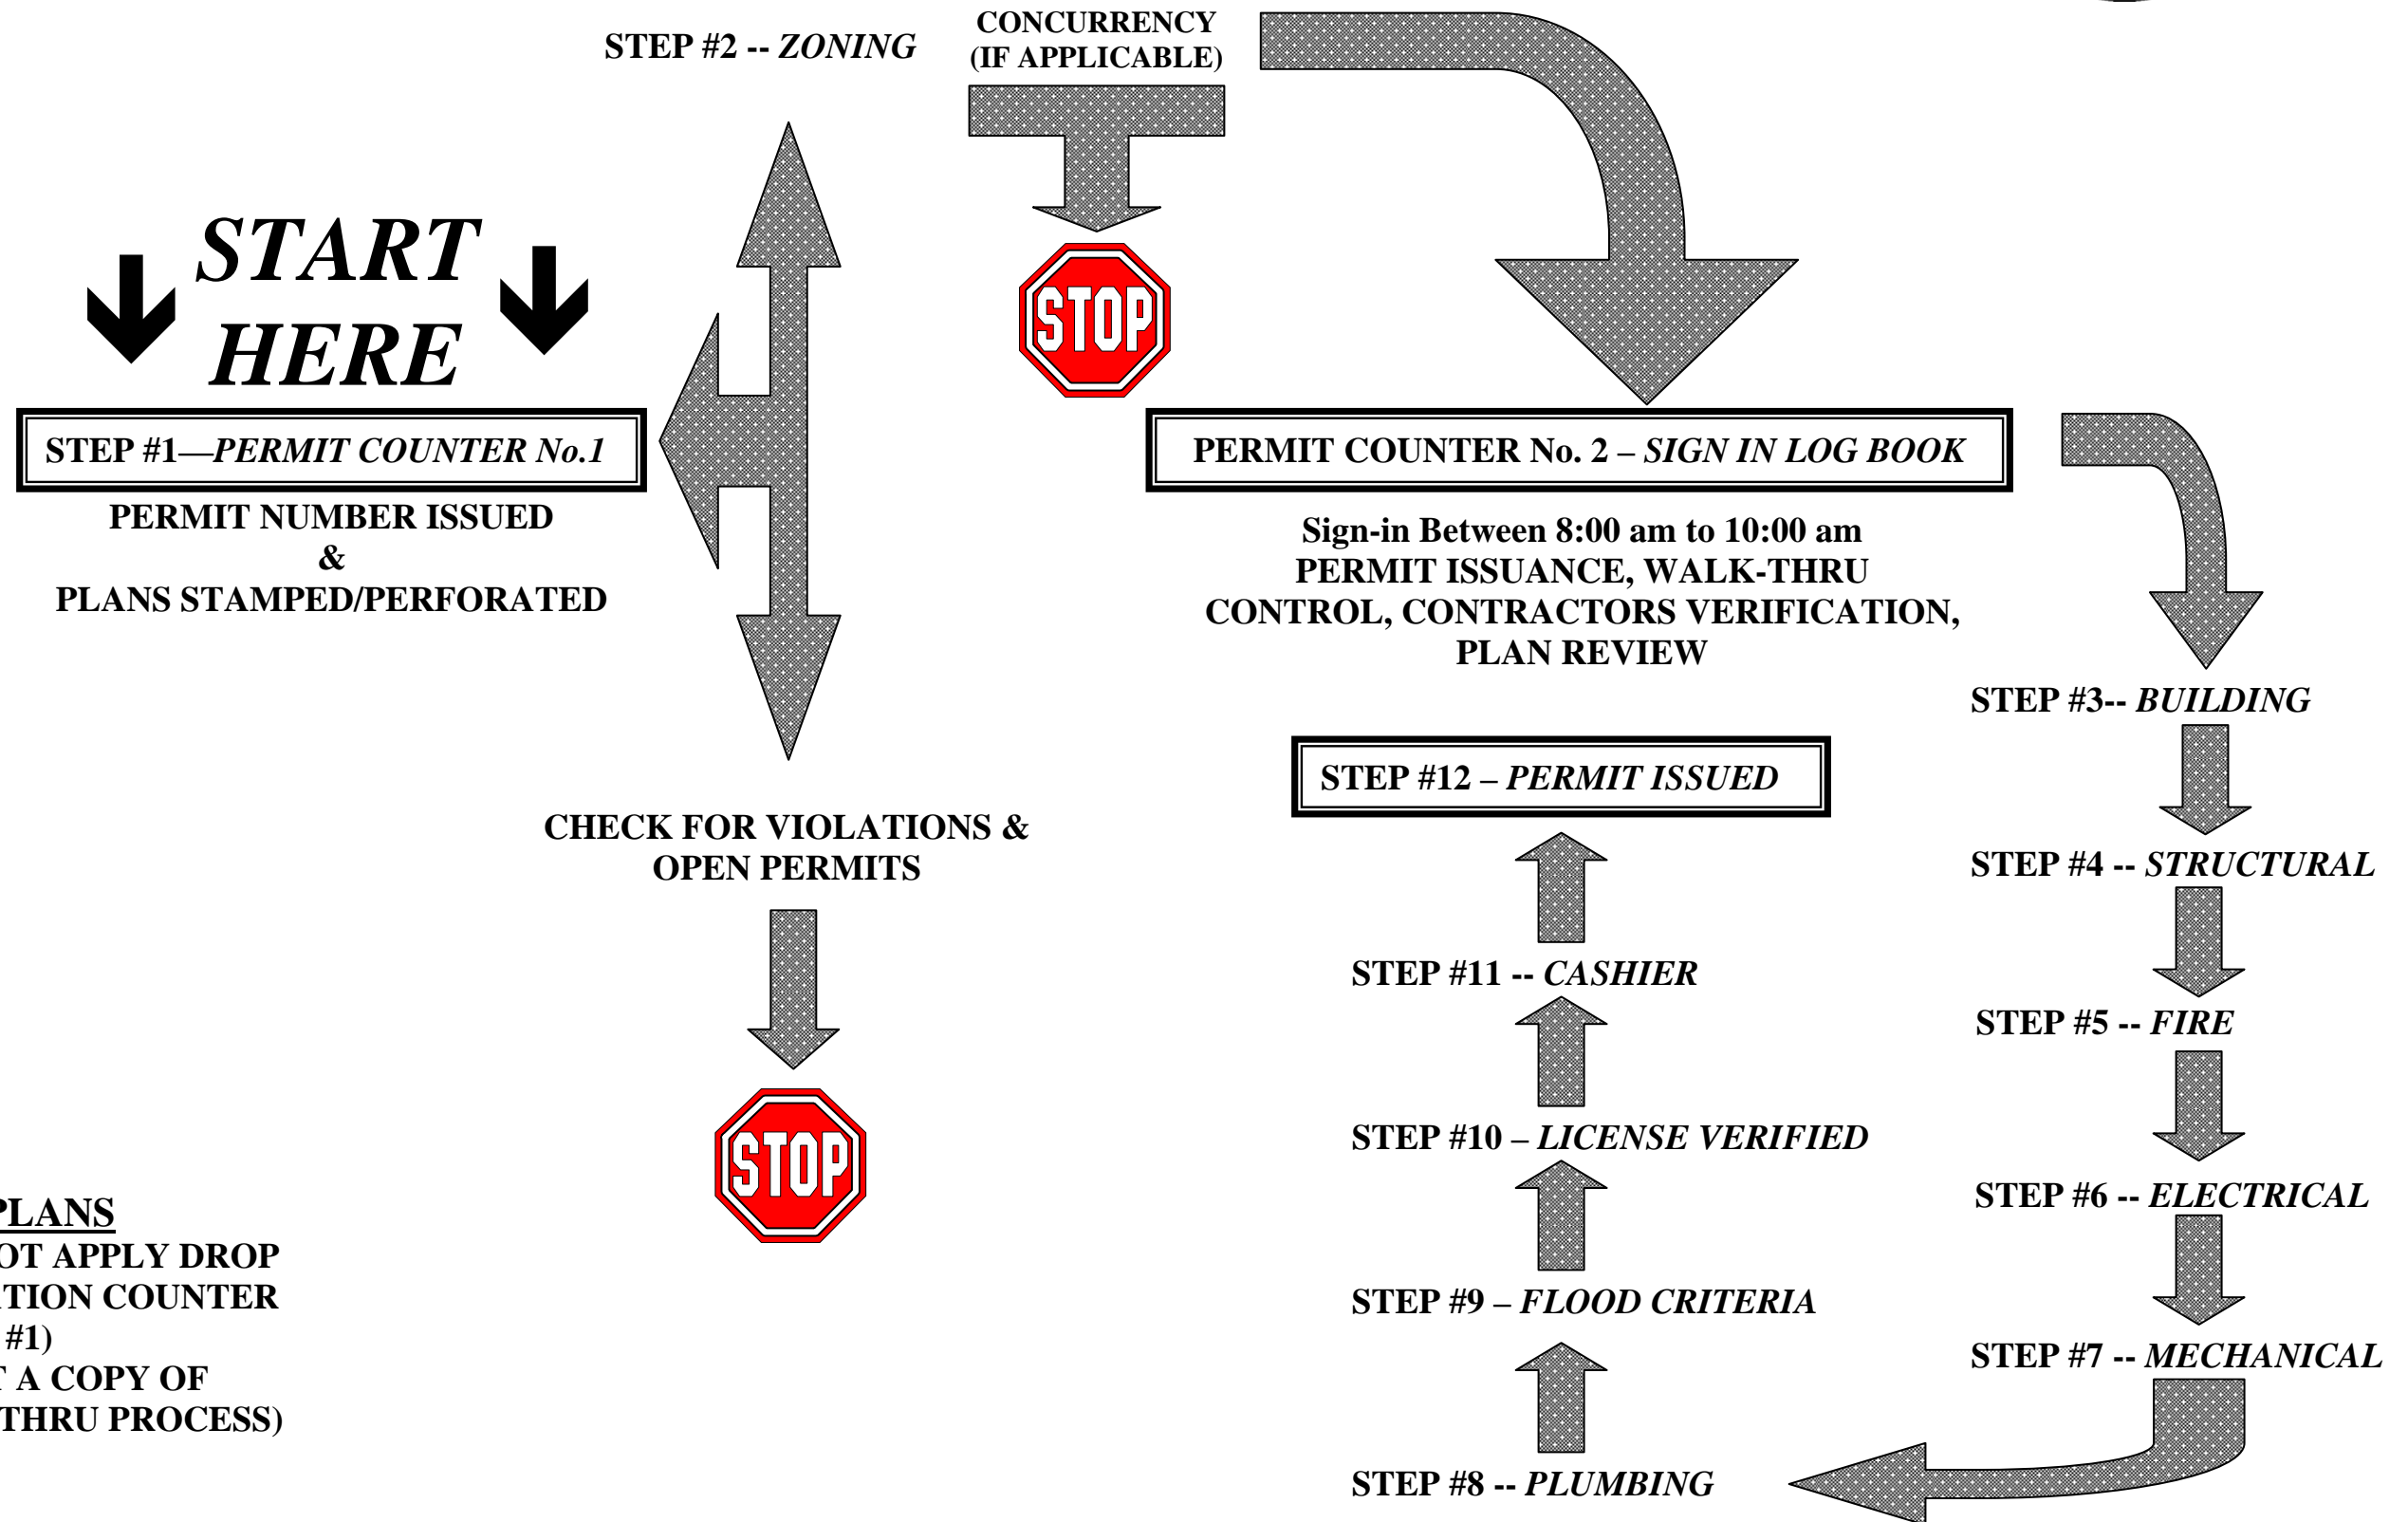 START
HERE
STEP #1—PERMIT COUNTER No.1
PERMIT NUMBER ISSUED
&
PLANS STAMPED/PERFORATED
STEP #2 -- ZONING
CONCURRENCY
(IF APPLICABLE)
STOP
CHECK FOR VIOLATIONS &
OPEN PERMITS
STOP
PERMIT COUNTER No. 2 – SIGN IN LOG BOOK
Sign-in Between 8:00 am to 10:00 am
PERMIT ISSUANCE, WALK-THRU
CONTROL, CONTRACTORS VERIFICATION,
PLAN REVIEW
STEP #3-- BUILDING
STEP #4 -- STRUCTURAL
STEP #5 -- FIRE
STEP #6 -- ELECTRICAL
STEP #7 -- MECHANICAL
STEP #8 -- PLUMBING
STEP #9 – FLOOD CRITERIA
STEP #10 – LICENSE VERIFIED
STEP #11 -- CASHIER
STEP #12 – PERMIT ISSUED
PLANS
APPLY DROP
COUNTER
#1)
A COPY OF
THRU PROCESS)